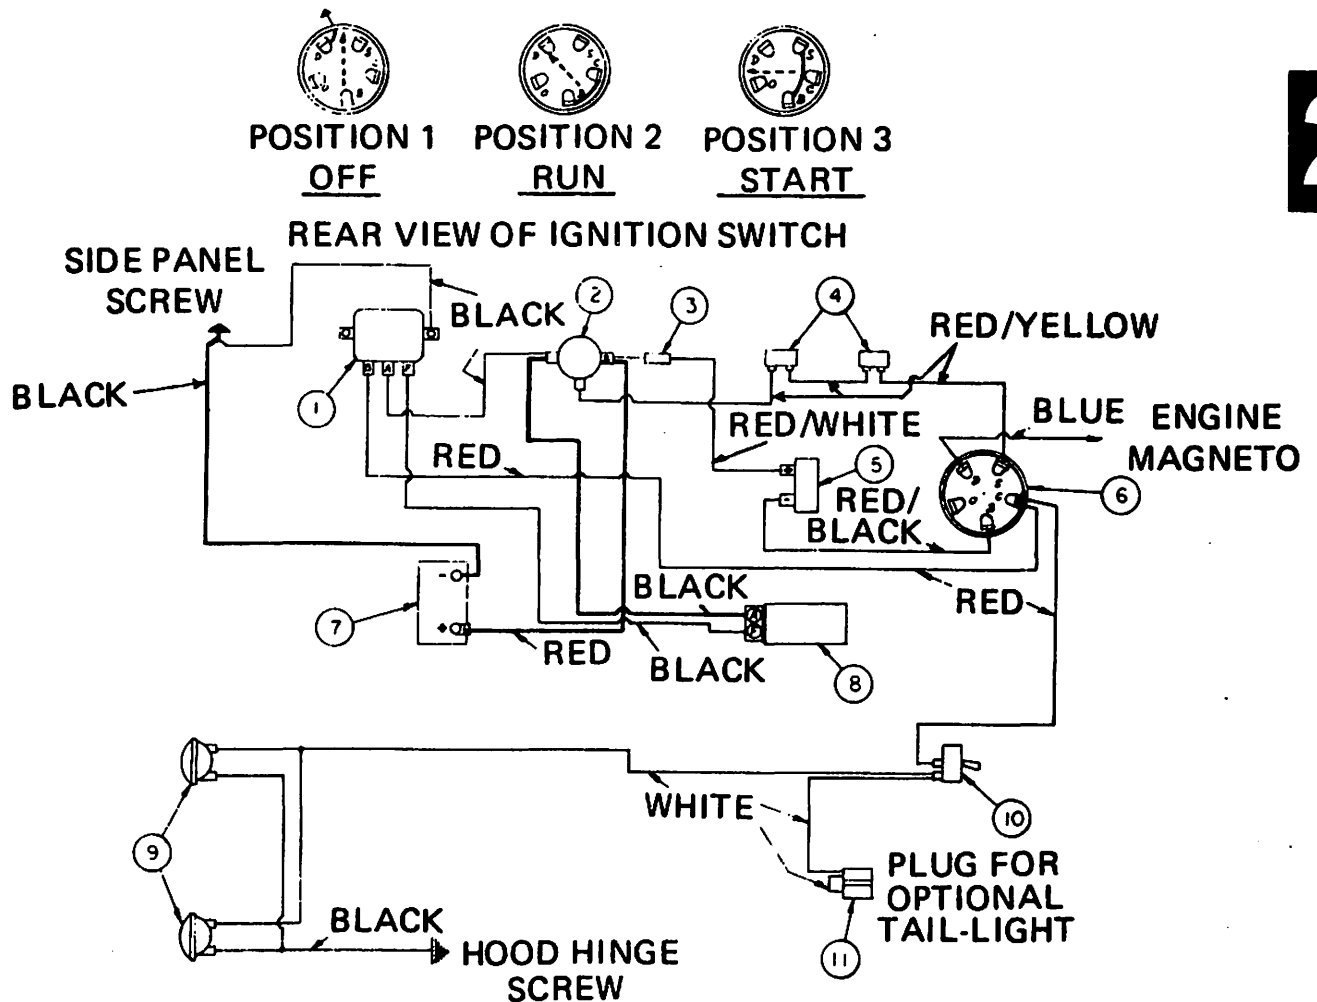 POSITION 1
OFF
POSITION 2
RUN
POSITION 3
START
REAR VIEW OF IGNITION SWITCH
2
SIDE PANEL
SCREW
BLACK
BLACK
1
2
3
4
RED/YELLOW
RED/WHITE
BLUE
ENGINE
MAGNETO
RED
5
6
RED/
BLACK
B A F
D S C B O
BLACK
RED
7
- +
RED
BLACK
8
WHITE
9
10
BLACK
HOOD HINGE
SCREW
PLUG FOR
OPTIONAL
TAIL-LIGHT
11